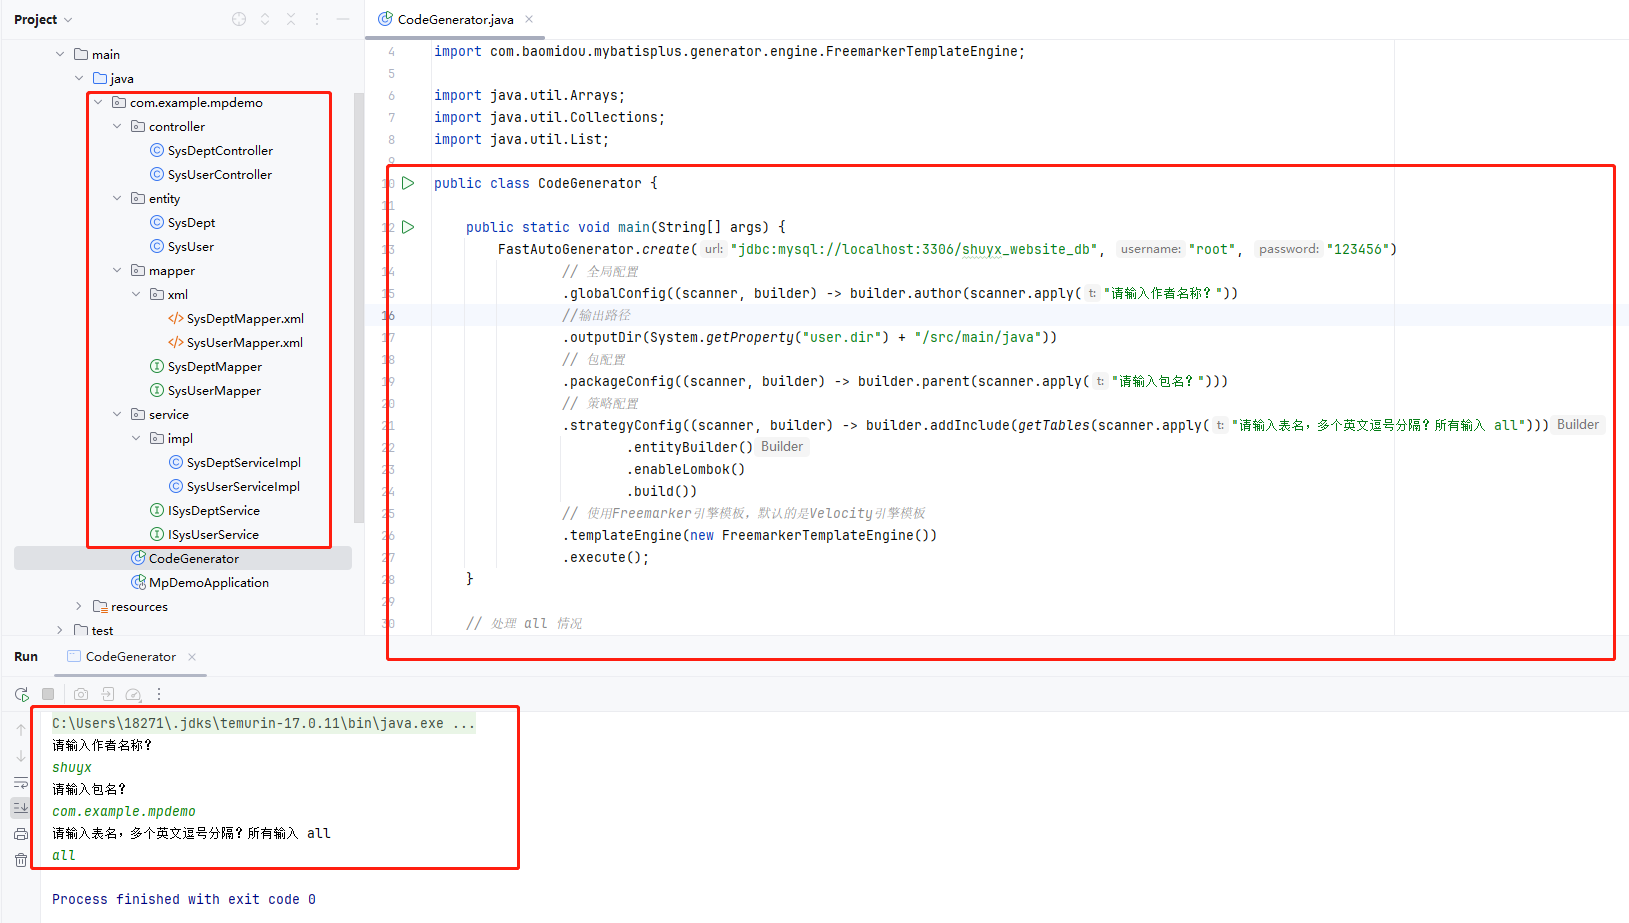 Project
main
java
com.example.mpdemo
controller
SysDeptController
SysUserController
entity
SysDept
SysUser
mapper
xml
SysDeptMapper.xml
SysUserMapper.xml
SysDeptMapper
SysUserMapper
service
impl
SysDeptServiceImpl
SysUserServiceImpl
ISysDeptService
ISysUserService
CodeGenerator
MpDemoApplication
resources
test
CodeGenerator.java
4 import com.baomidou.mybatisplus.generator.engine.FreemarkerTemplateEngine;
5
6 import java.util.Arrays;
7 import java.util.Collections;
8 import java.util.List;
9
10 public class CodeGenerator {
11
12 public static void main(String[] args) {
13 FastAutoGenerator.create( url: "jdbc:mysql://localhost:3306/shuyx_website_db", username: "root", password: "123456")
14 // 全局配置
15 .globalConfig((scanner, builder) -> builder.author(scanner.apply( t: "请输入作者名称？"))
16 //输出路径
17 .outputDir(System.getProperty("user.dir") + "/src/main/java"))
18 // 包配置
19 .packageConfig((scanner, builder) -> builder.parent(scanner.apply( t: "请输入包名？")))
20 // 策略配置
21 .strategyConfig((scanner, builder) -> builder.addInclude(getTables(scanner.apply( t: "请输入表名，多个英文逗号分隔？所有输入 all"))) Builder
22 .entityBuilder() Builder
23 .enableLombok()
24 .build())
25 // 使用Freemarker引擎模板，默认的是Velocity引擎模板
26 .templateEngine(new FreemarkerTemplateEngine())
27 .execute();
28 }
29
30 // 处理 all 情况
Run CodeGenerator
C:\Users\18271\.jdks\temurin-17.0.11\bin\java.exe ...
请输入作者名称？
shuyx
请输入包名？
com.example.mpdemo
请输入表名，多个英文逗号分隔？所有输入 all
all
Process finished with exit code 0